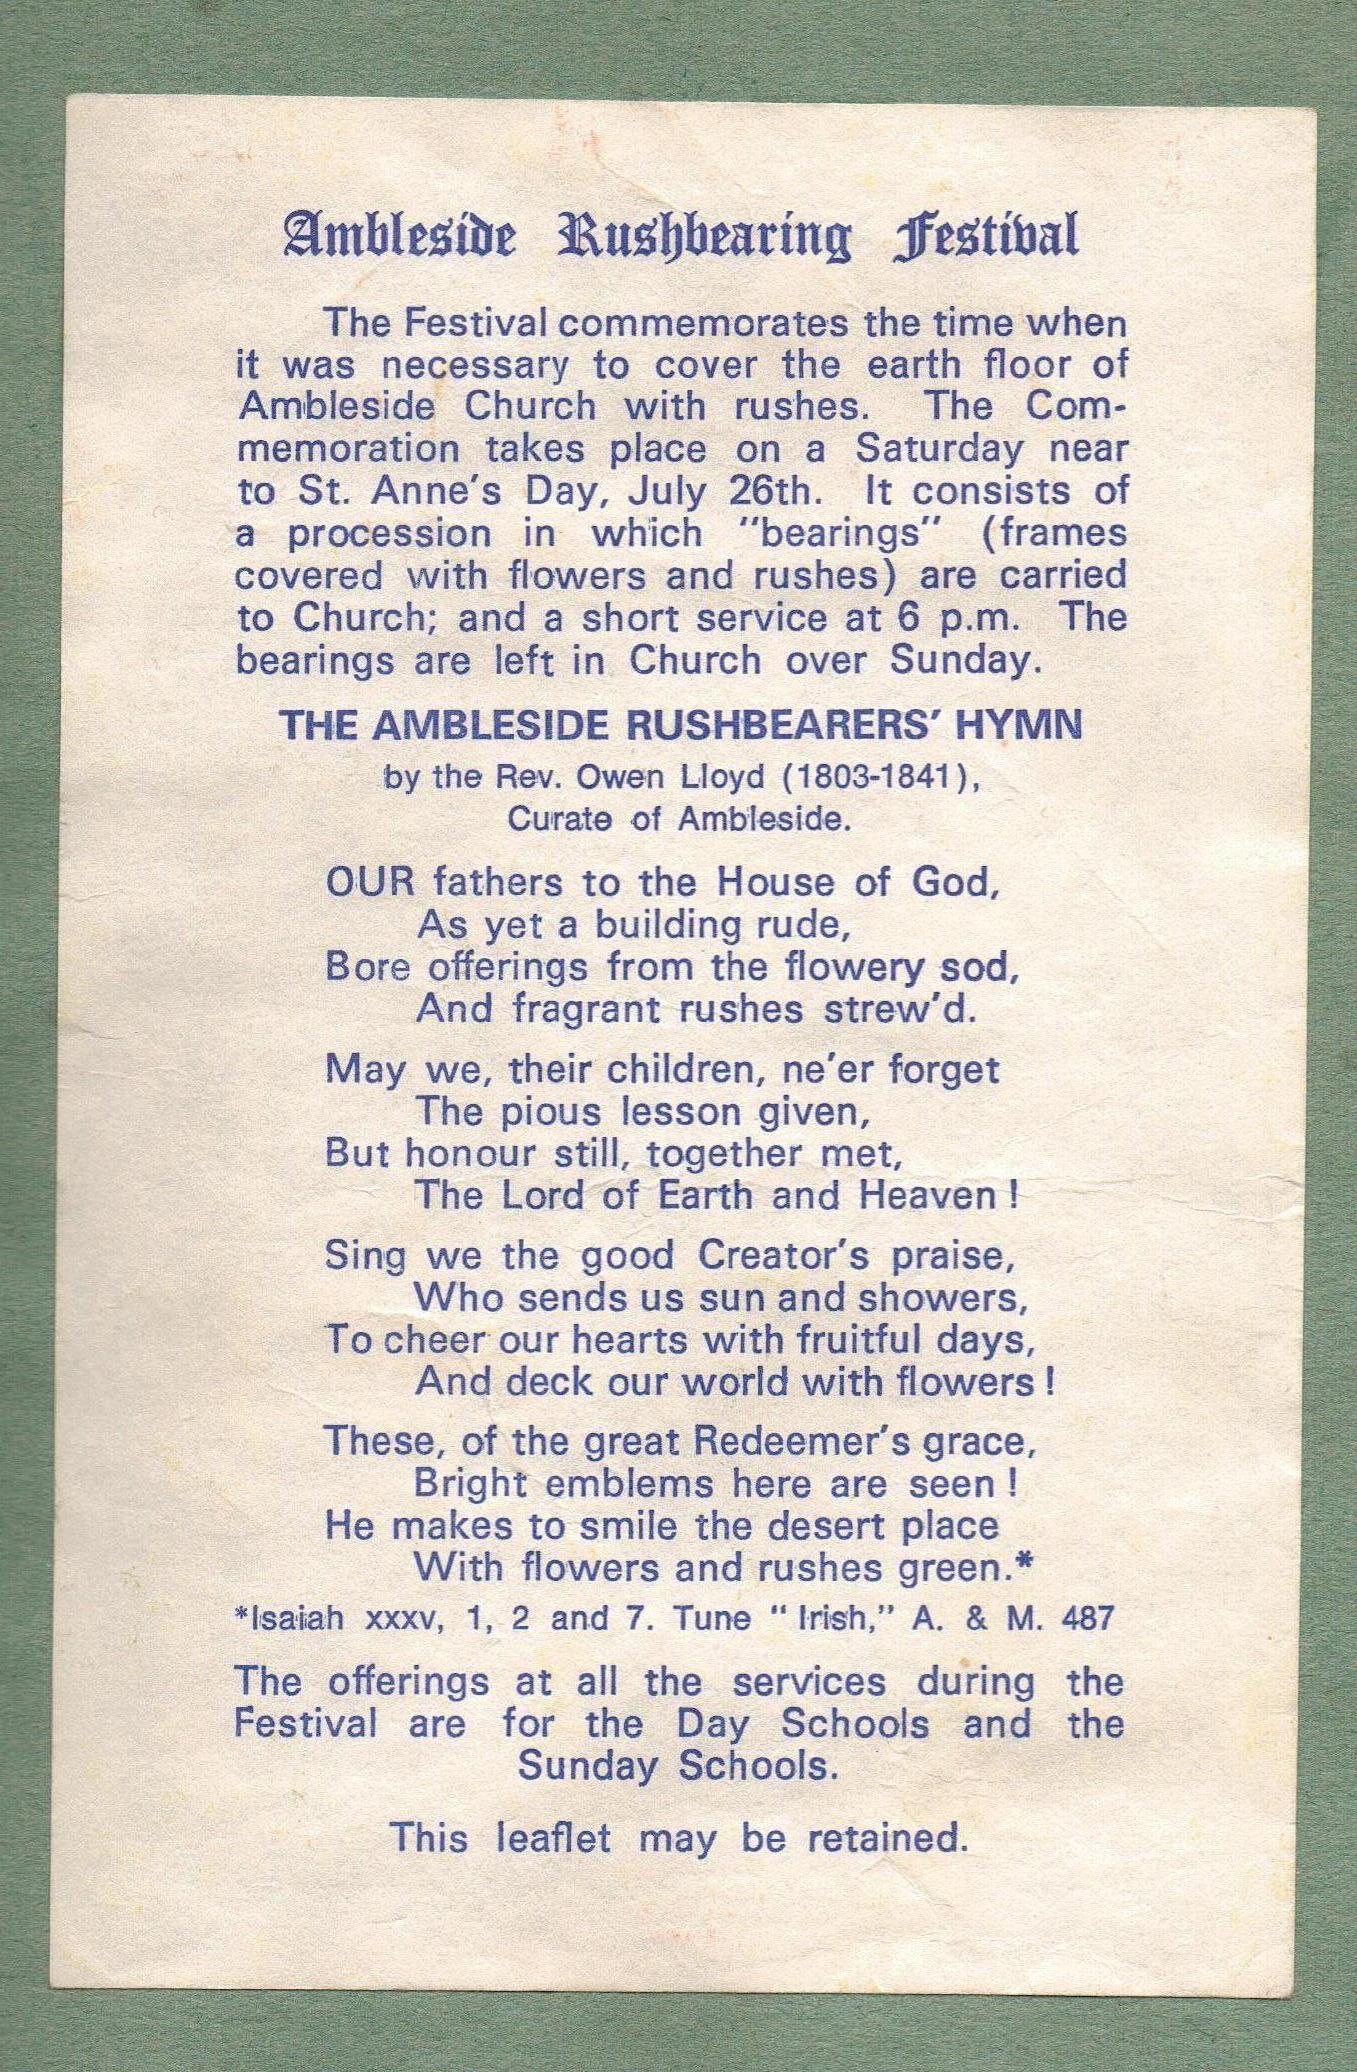 Ambleside Rushbearing Festival
The Festival commemorates the time when
it was necessary to cover the earth floor of
Ambleside Church with rushes. The Com-
memoration takes place on a Saturday near
to St. Anne's Day, July 26th. It consists of
a procession in which "bearings" (frames
covered with flowers and rushes) are carried
to Church; and a short service at 6 p.m. The
bearings are left in Church over Sunday.
THE AMBLESIDE RUSHBEARERS' HYMN
by the Rev. Owen Lloyd (1803-1841),
Curate of Ambleside.
OUR fathers to the House of God,
As yet a building rude,
Bore offerings from the flowery sod,
And fragrant rushes strew'd.
May we, their children, ne'er forget
The pious lesson given,
But honour still, together met,
The Lord of Earth and Heaven !
Sing we the good Creator's praise,
Who sends us sun and showers,
To cheer our hearts with fruitful days,
And deck our world with flowers !
These, of the great Redeemer's grace,
Bright emblems here are seen !
He makes to smile the desert place
With flowers and rushes green.*
*Isaiah xxxv, 1, 2 and 7. Tune " Irish," A. & M. 487
The offerings at all the services during the
Festival are for the Day Schools and the
Sunday Schools.
This leaflet may be retained.